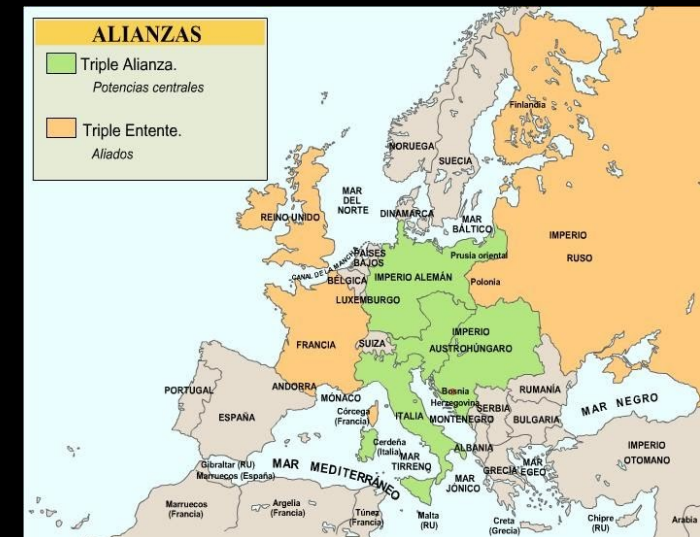 ALIANZAS
Triple Alianza.
Potencias centrales
Triple Entente.
Aliados
Finlandia
NORUEGA
SUECIA
MAR
DEL
NORTE
DINAMARCA
MAR
BÁLTICO
REINO UNIDO
IMPERIO
RUSO
PAÍSES
BAJOS
Prusia oriental
CANAL DE LA MANCHA
BÉLGICA
IMPERIO ALEMÁN
Polonia
LUXEMBURGO
IMPERIO
AUSTROHÚNGARO
FRANCIA
SUIZA
PORTUGAL
ANDORRA
MÓNACO
Bosnia
Herzegovina
RUMANÍA
MAR NEGRO
ESPAÑA
Córcega
(Francia)
ITALIA
MONTENEGRO
SERBIA
BULGARIA
Cerdeña
(Italia)
MAR
TIRRENO
ALBANIA
IMPERIO
OTOMANO
Gibraltar (RU)
Marruecos (España)
MAR MEDITERRÁNEO
MAR
JÓNICO
GRECIA
MAR
EGEO
Marruecos
(Francia)
Argelia
(Francia)
Túnez
(Francia)
Malta
(RU)
Creta
(Grecia)
Chipre
(RU)
Arabia